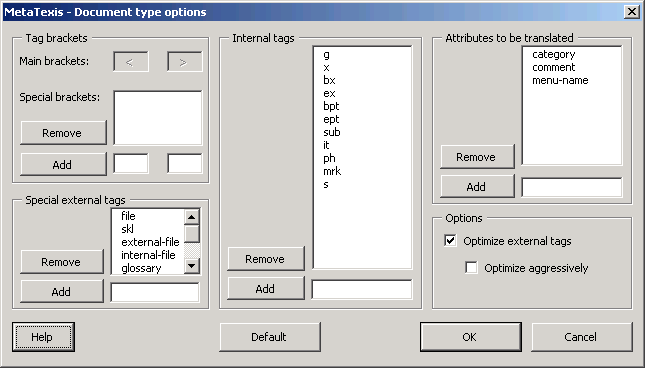 MetaTexis - Document type options
Tag brackets
Main brackets:
<
>
Special brackets:
Remove
Add
Special external tags
file
skl
external-file
internal-file
glossary
Remove
Add
Internal tags
g
x
bx
ex
bpt
ept
sub
it
ph
mrk
s
Remove
Add
Attributes to be translated
category
comment
menu-name
Remove
Add
Options
Optimize external tags
Optimize aggressively
Help
Default
OK
Cancel